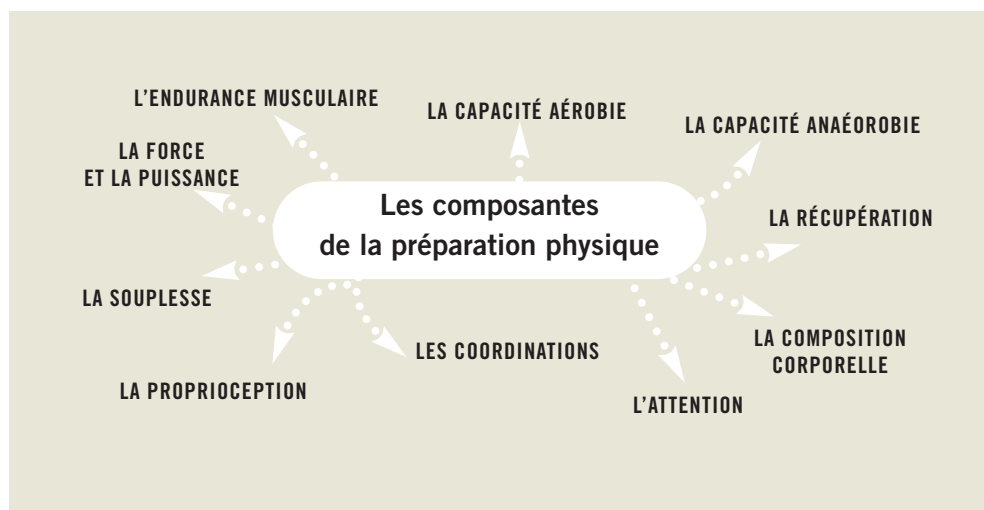 L'ENDURANCE MUSCULAIRE
LA CAPACITÉ AÉROBIE
LA CAPACITÉ ANAÉOROBIE
LA FORCE
ET LA PUISSANCE
Les composantes
de la préparation physique
LA RÉCUPÉRATION
LA SOUPLESSE
LES COORDINATIONS
LA COMPOSITION
CORPORELLE
LA PROPRIOCEPTION
L'ATTENTION